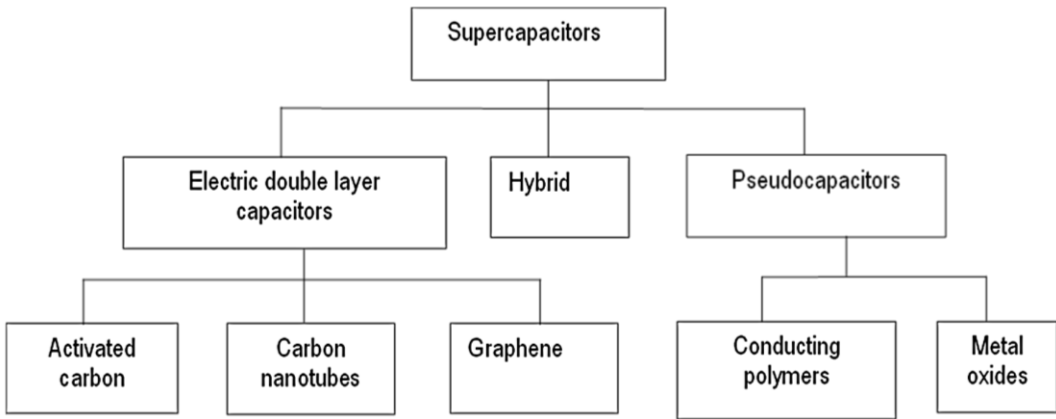 Supercapacitors
Electric double layer
capacitors
Hybrid
Pseudocapacitors
Activated
carbon
Carbon
nanotubes
Graphene
Conducting
polymers
Metal
oxides